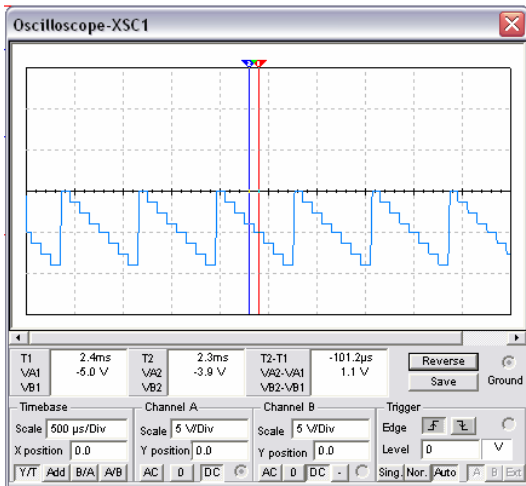 Oscilloscope-XSC1
T1 2.4ms T2 2.3ms T2-T1 -101.2µs
VA1 -5.0 V VA2 -3.9 V VA2-VA1 1.1 V
VB1 VB2 VB2-VB1
Reverse
Save
Ground
Timebase Channel A Channel B Trigger
Scale 500 µs/Div Scale 5 V/Div Scale 5 V/Div Edge
X position 0.0 Y position 0.0 Y position 0.0 Level 0 V
Y/T Add B/A A/B AC 0 DC AC 0 DC - Sing. Nor. Auto A B Ext